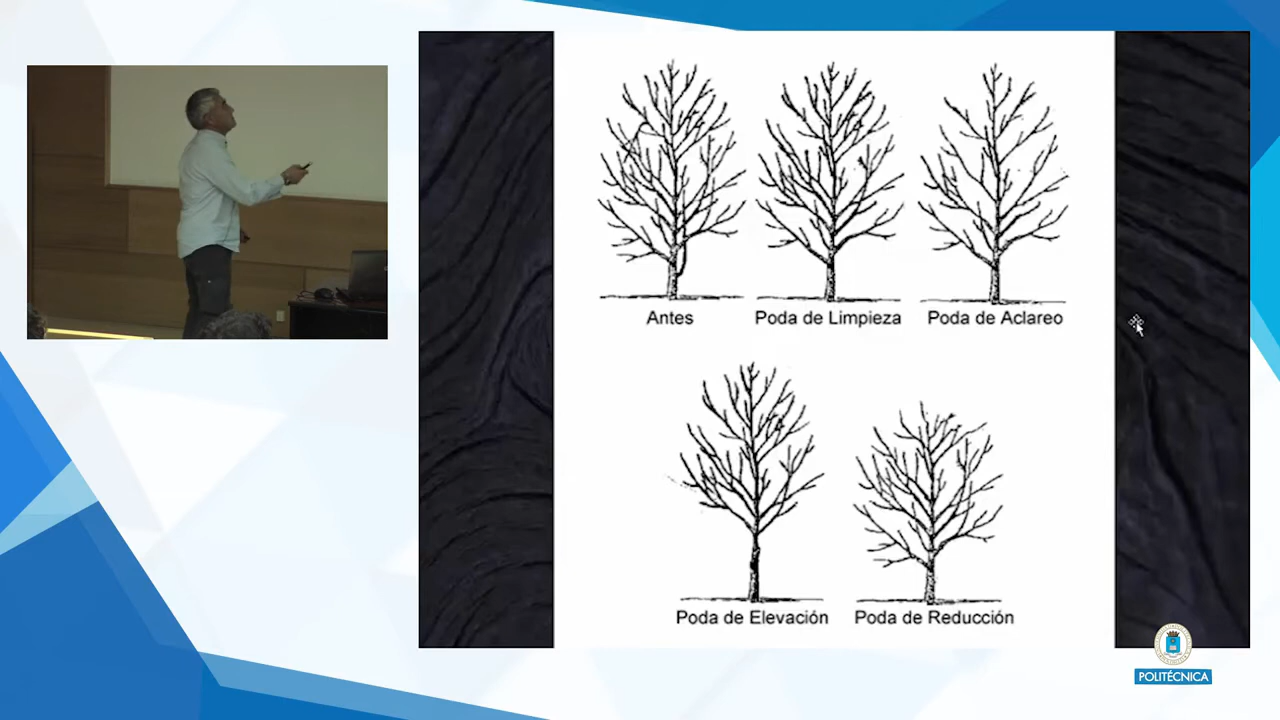 Antes
Poda de Limpieza
Poda de Aclareo
Poda de Elevación
Poda de Reducción
POLITÉCNICA